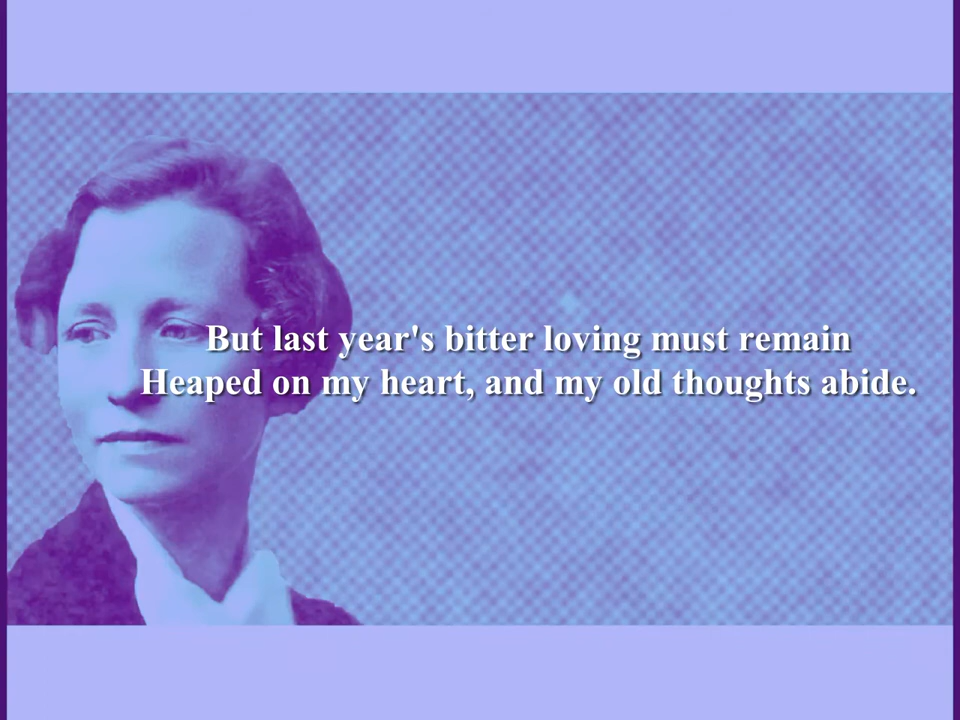 But last year's bitter loving must remain
Heaped on my heart, and my old thoughts abide.